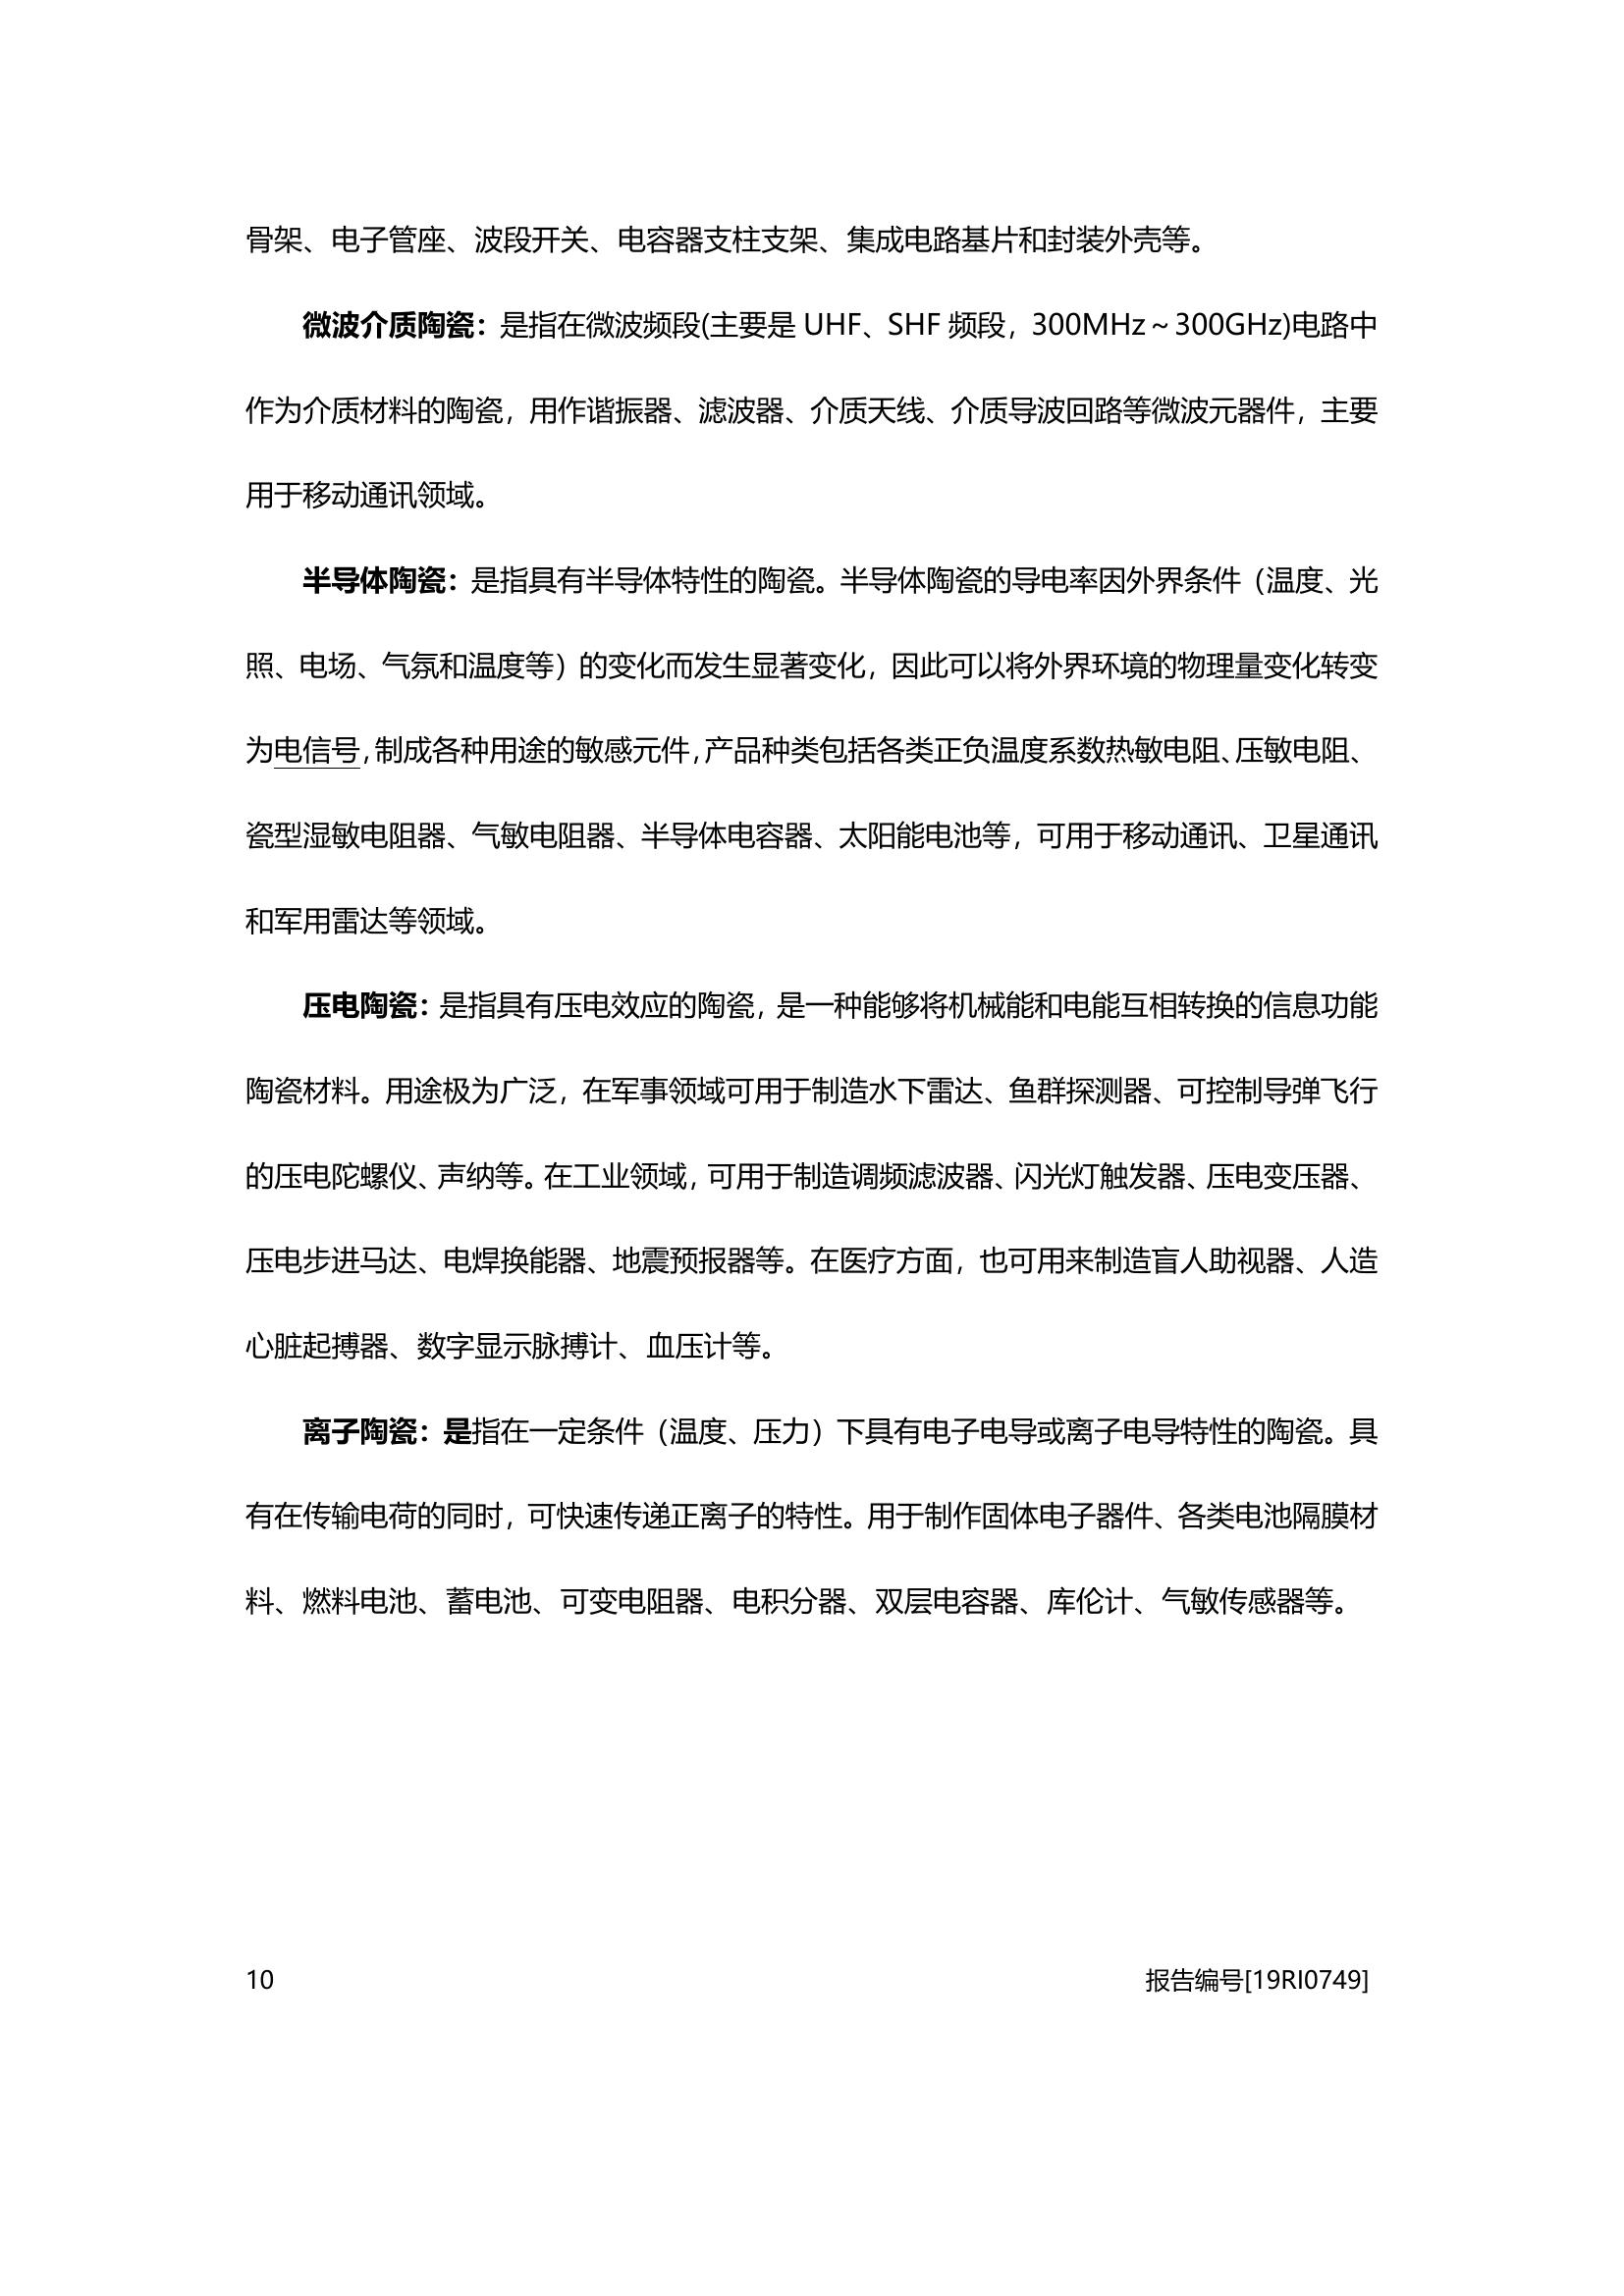 骨架、电子管座、波段开关、电容器支柱支架、集成电路基片和封装外壳等。
微波介质陶瓷：是指在微波频段(主要是 UHF、SHF 频段，300MHz～300GHz)电路中
作为介质材料的陶瓷，用作谐振器、滤波器、介质天线、介质导波回路等微波元器件，主要
用于移动通讯领域。
半导体陶瓷：是指具有半导体特性的陶瓷。半导体陶瓷的导电率因外界条件（温度、光
照、电场、气氛和温度等）的变化而发生显著变化，因此可以将外界环境的物理量变化转变
为电信号，制成各种用途的敏感元件，产品种类包括各类正负温度系数热敏电阻、压敏电阻、
瓷型湿敏电阻器、气敏电阻器、半导体电容器、太阳能电池等，可用于移动通讯、卫星通讯
和军用雷达等领域。
压电陶瓷：是指具有压电效应的陶瓷，是一种能够将机械能和电能互相转换的信息功能
陶瓷材料。用途极为广泛，在军事领域可用于制造水下雷达、鱼群探测器、可控制导弹飞行
的压电陀螺仪、声纳等。在工业领域，可用于制造调频滤波器、闪光灯触发器、压电变压器、
压电步进马达、电焊换能器、地震预报器等。在医疗方面，也可用来制造盲人助视器、人造
心脏起搏器、数字显示脉搏计、血压计等。
离子陶瓷：是指在一定条件（温度、压力）下具有电子电导或离子电导特性的陶瓷。具
有在传输电荷的同时，可快速传递正离子的特性。用于制作固体电子器件、各类电池隔膜材
料、燃料电池、蓄电池、可变电阻器、电积分器、双层电容器、库伦计、气敏传感器等。
10
报告编号[19RI0749]